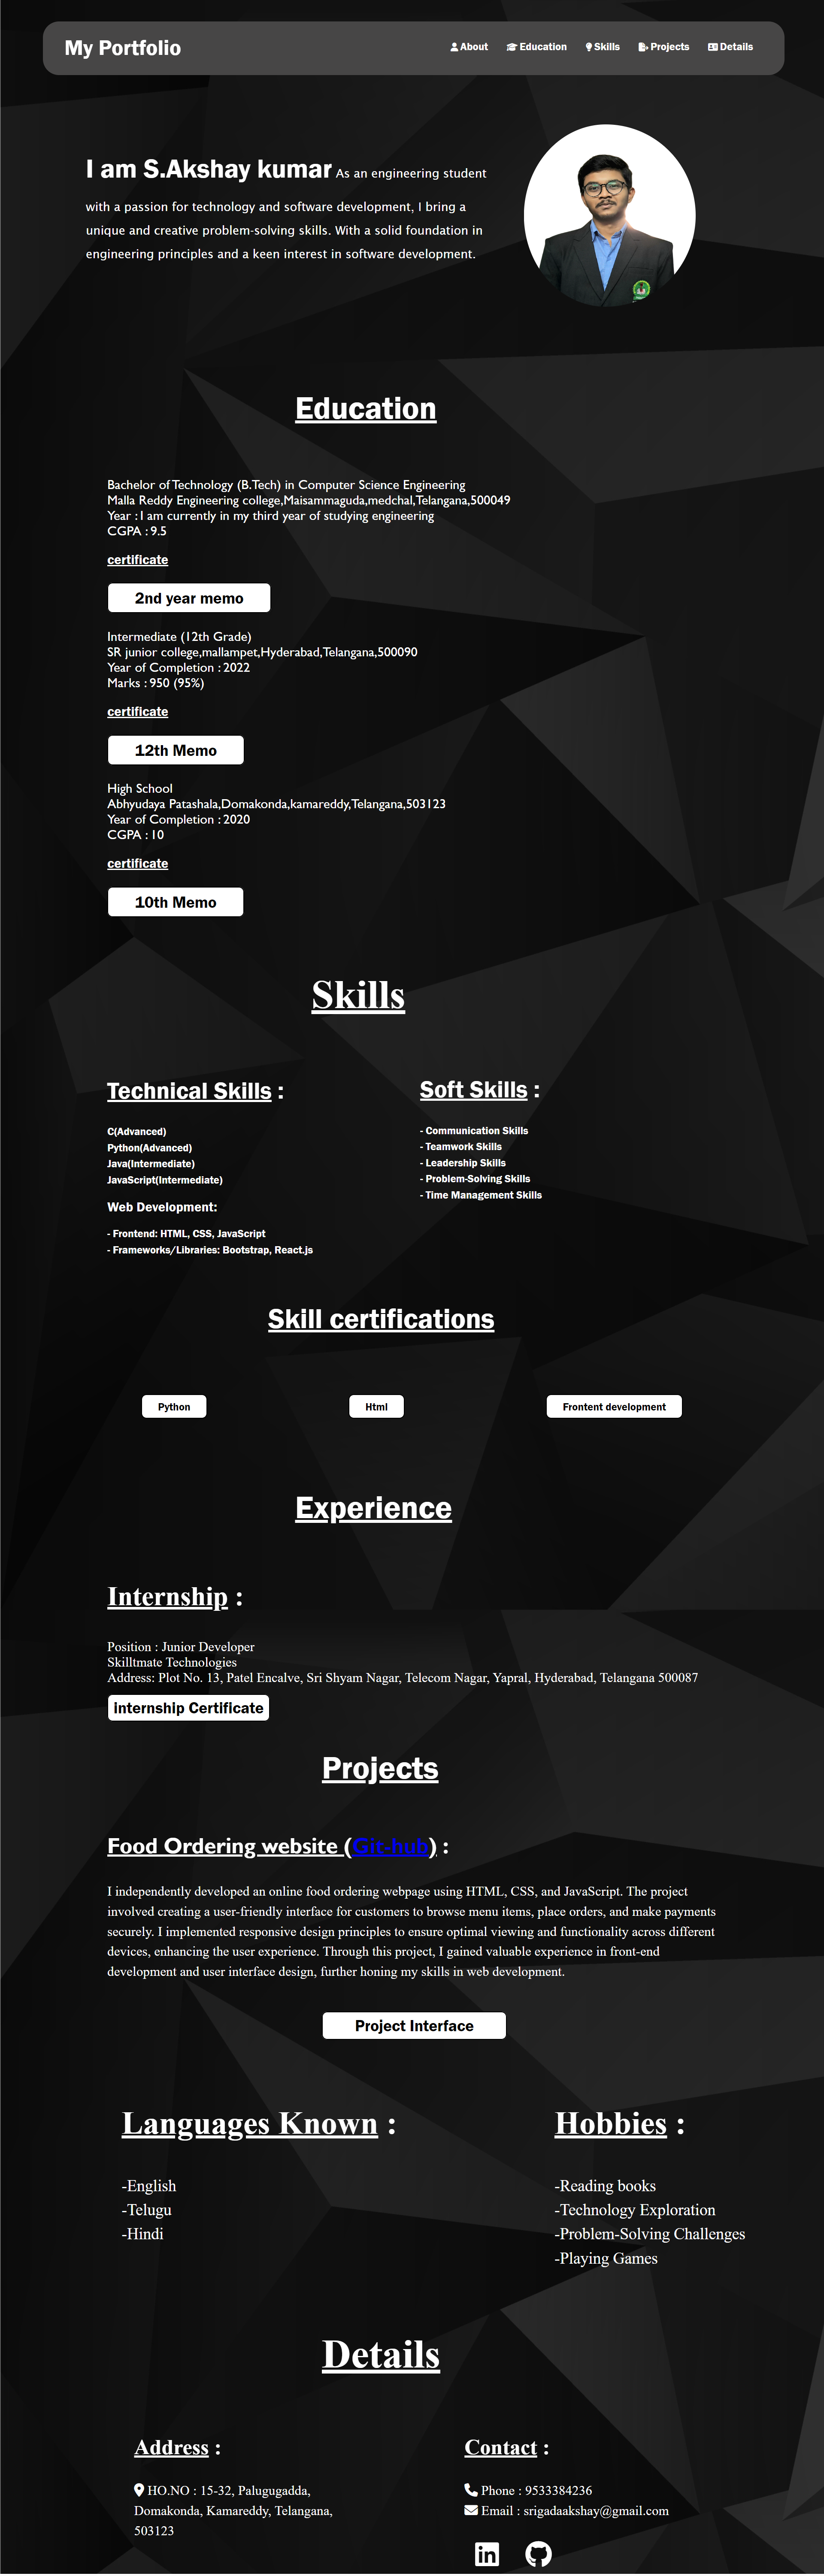 My Portfolio
About Education Skills Projects Details
I am S.Akshay kumar As an engineering student
with a passion for technology and software development, I bring a
unique and creative problem-solving skills. With a solid foundation in
engineering principles and a keen interest in software development.
Education
Bachelor of Technology (B.Tech) in Computer Science Engineering
Malla Reddy Engineering college,Maisammaguda,medchal,Telangana,500049
Year : I am currently in my third year of studying engineering
CGPA : 9.5
certificate
2nd year memo
Intermediate (12th Grade)
SR junior college,mallampet,Hyderabad,Telangana,500090
Year of Completion : 2022
Marks : 950 (95%)
certificate
12th Memo
High School
Abhyudaya Patashala,Domakonda,kamareddy,Telangana,503123
Year of Completion : 2020
CGPA : 10
certificate
10th Memo
Skills
Technical Skills :
C(Advanced)
Python(Advanced)
Java(Intermediate)
JavaScript(Intermediate)
Web Development:
- Frontend: HTML, CSS, JavaScript
- Frameworks/Libraries: Bootstrap, React.js
Soft Skills :
- Communication Skills
- Teamwork Skills
- Leadership Skills
- Problem-Solving Skills
- Time Management Skills
Skill certifications
Python
Html
Frontent development
Experience
Internship :
Position : Junior Developer
Skilltmate Technologies
Address: Plot No. 13, Patel Encalve, Sri Shyam Nagar, Telecom Nagar, Yapral, Hyderabad, Telangana 500087
Internship Certificate
Projects
Food Ordering website (Git-hub) :
I independently developed an online food ordering webpage using HTML, CSS, and JavaScript. The project
involved creating a user-friendly interface for customers to browse menu items, place orders, and make payments
securely. I implemented responsive design principles to ensure optimal viewing and functionality across different
devices, enhancing the user experience. Through this project, I gained valuable experience in front-end
development and user interface design, further honing my skills in web development.
Project Interface
Languages Known :
-English
-Telugu
-Hindi
Hobbies :
-Reading books
-Technology Exploration
-Problem-Solving Challenges
-Playing Games
Details
Address :
HO.NO : 15-32, Palugugadda,
Domakonda, Kamareddy, Telangana,
503123
Contact :
Phone : 9533384236
Email : srigadaakshay@gmail.com
in